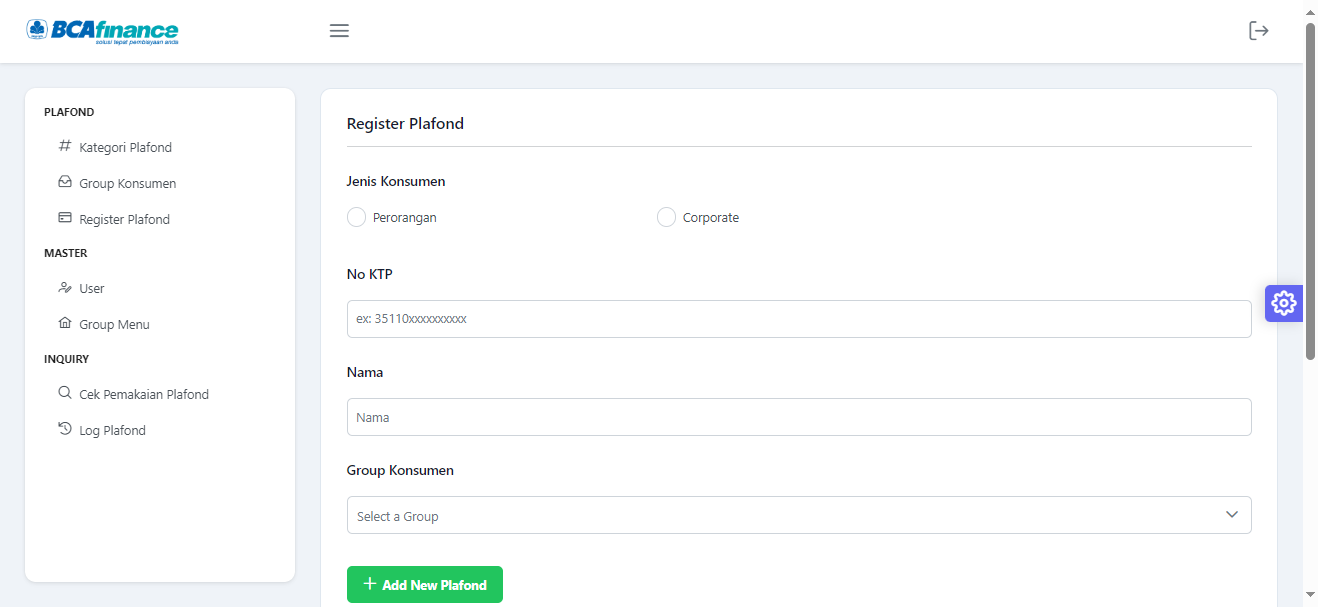 BCAfinance
solusi tepat pembiayaan anda
PLAFOND
Kategori Plafond
Group Konsumen
Register Plafond
MASTER
User
Group Menu
INQUIRY
Cek Pemakaian Plafond
Log Plafond
Register Plafond
Jenis Konsumen
Perorangan
Corporate
No KTP
ex: 35110xxxxxxxxxx
Nama
Nama
Group Konsumen
Select a Group
Add New Plafond